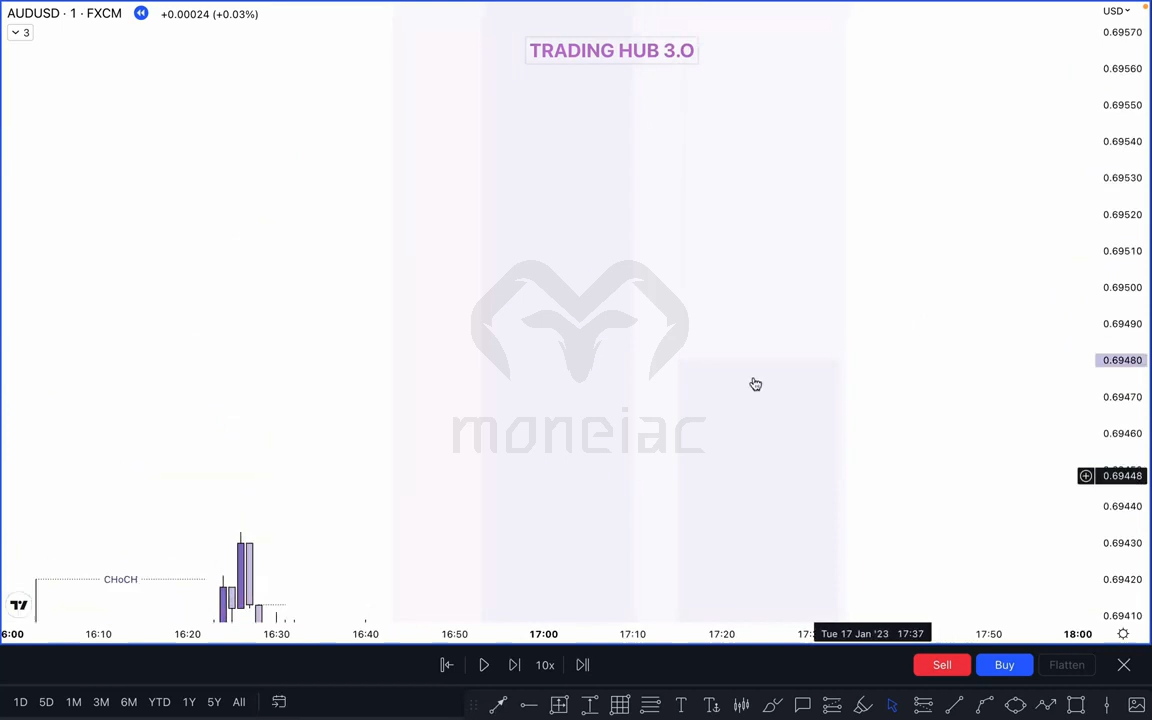 AUDUSD · 1 · FXCM +0.00024 (+0.03%)
USD
3
TRADING HUB 3.O
0.69570
0.69560
0.69550
0.69540
0.69530
0.69520
0.69510
0.69500
0.69490
0.69480
0.69470
0.69460
0.69448
0.69440
0.69430
0.69420
0.69410
moneiac
CHoCH
6:00 16:10 16:20 16:30 16:40 16:50 17:00 17:10 17:20 Tue 17 Jan '23 17:37 17:50 18:00
10x
Sell Buy Flatten
1D 5D 1M 3M 6M YTD 1Y 5Y All